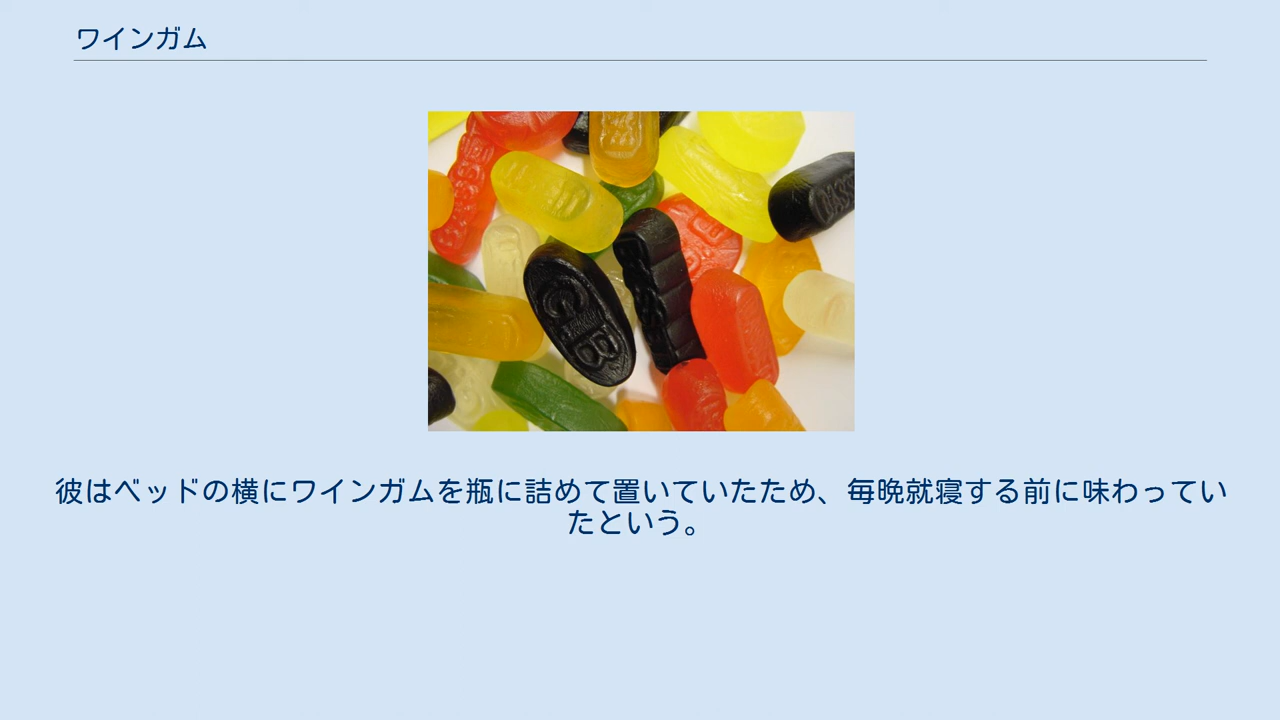 ワインガム
GB
彼はベッドの横にワインガムを瓶に詰めて置いていたため、毎晩就寝する前に味わってい
たという。